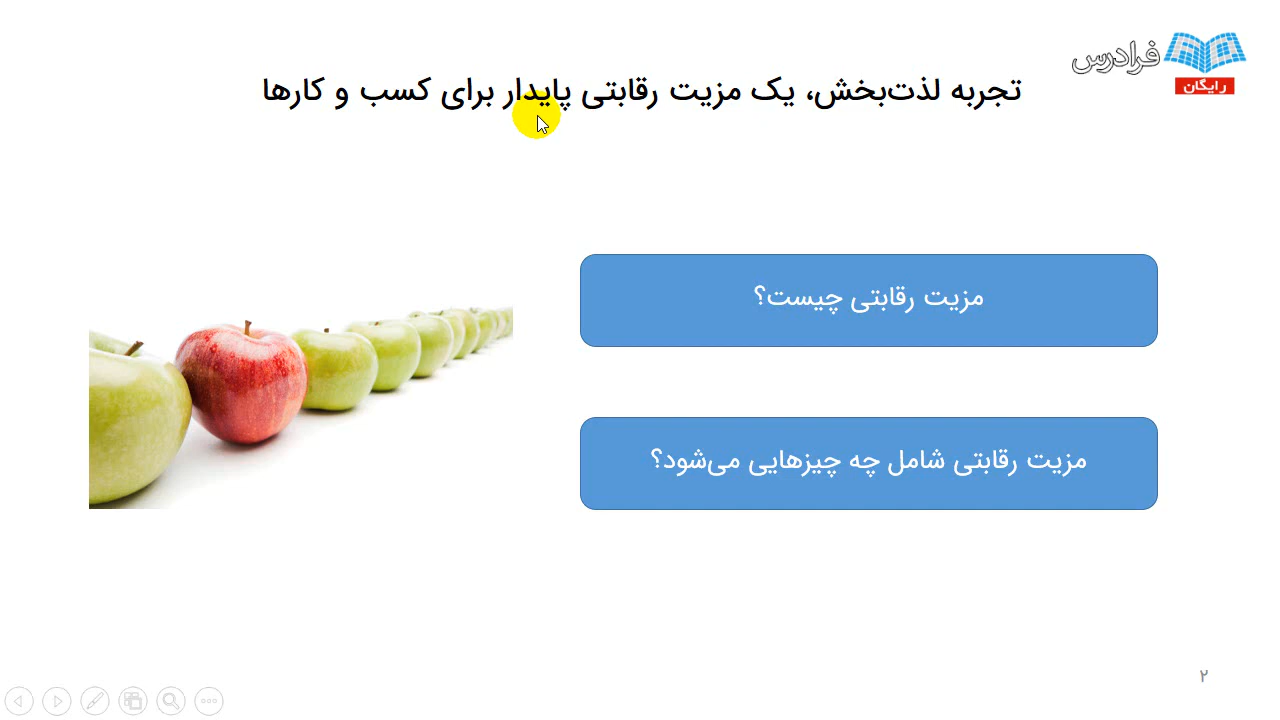 فرادرس
رایگان
تجربه لذت‌بخش، یک مزیت رقابتی پایدار برای کسب و کارها
مزیت رقابتی چیست؟
مزیت رقابتی شامل چه چیزهایی می‌شود؟
۲